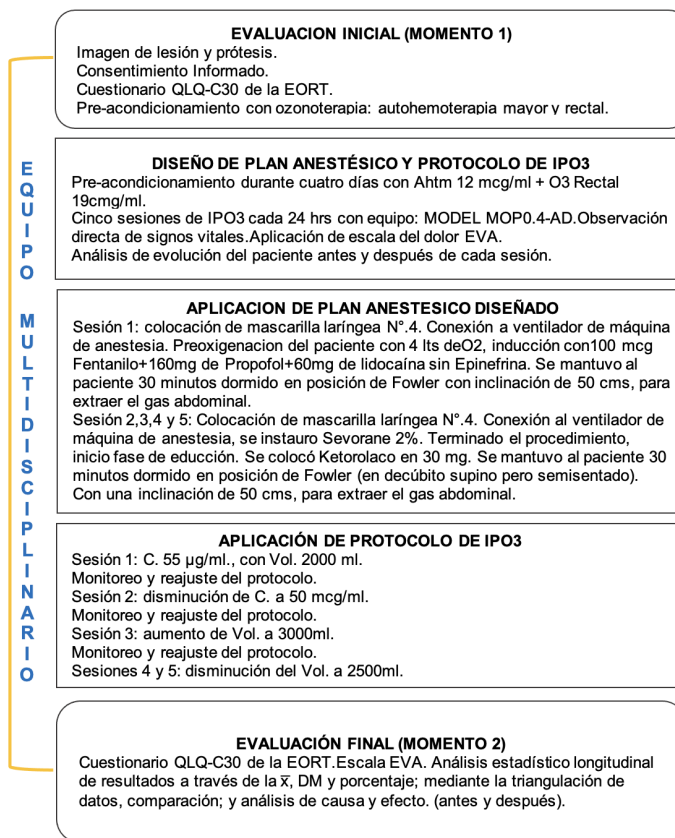 EVALUACION INICIAL (MOMENTO 1)
Imagen de lesión y prótesis.
Consentimiento Informado.
Cuestionario QLQ-C30 de la EORT.
Pre-acondicionamiento con ozonoterapia: autohemoterapia mayor y rectal.
EQUIPO MULTIDISCIPLINARIO
DISEÑO DE PLAN ANESTÉSICO Y PROTOCOLO DE IPO3
Pre-acondicionamiento durante cuatro días con Ahtm 12 mcg/ml + O3 Rectal
19cmg/ml.
Cinco sesiones de IPO3 cada 24 hrs con equipo: MODEL MOP0.4-AD.Observación
directa de signos vitales.Aplicación de escala del dolor EVA.
Análisis de evolución del paciente antes y después de cada sesión.
APLICACION DE PLAN ANESTESICO DISEÑADO
Sesión 1: colocación de mascarilla laríngea N°.4. Conexión a ventilador de máquina
de anestesia. Preoxigenacion del paciente con 4 lts deO2, inducción con100 mcg
Fentanilo+160mg de Propofol+60mg de lidocaína sin Epinefrina. Se mantuvo al
paciente 30 minutos dormido en posición de Fowler con inclinación de 50 cms, para
extraer el gas abdominal.
Sesión 2,3,4 y 5: Colocación de mascarilla laríngea N°.4. Conexión al ventilador de
máquina de anestesia, se instauro Sevorane 2%. Terminado el procedimiento,
inicio fase de educción. Se colocó Ketorolaco en 30 mg. Se mantuvo al paciente 30
minutos dormido en posición de Fowler (en decúbito supino pero semisentado).
Con una inclinación de 50 cms, para extraer el gas abdominal.
APLICACIÓN DE PROTOCOLO DE IPO3
Sesión 1: C. 55 µg/ml., con Vol. 2000 ml.
Monitoreo y reajuste del protocolo.
Sesión 2: disminución de C. a 50 mcg/ml.
Monitoreo y reajuste del protocolo.
Sesión 3: aumento de Vol. a 3000ml.
Monitoreo y reajuste del protocolo.
Sesiones 4 y 5: disminución del Vol. a 2500ml.
EVALUACIÓN FINAL (MOMENTO 2)
Cuestionario QLQ-C30 de la EORT.Escala EVA. Análisis estadístico longitudinal
de resultados a través de la x̅, DM y porcentaje; mediante la triangulación de
datos, comparación; y análisis de causa y efecto. (antes y después).